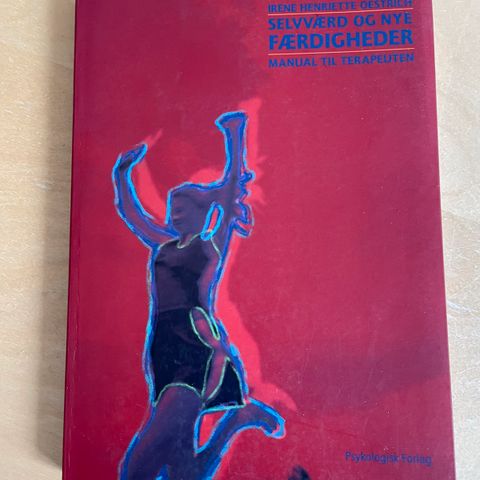 IRENE HENRIETTE OESTRICH
SELVVÆRD OG NYE
FÆRDIGHEDER
MANUAL TIL TERAPEUTEN
Psykologisk Forlag